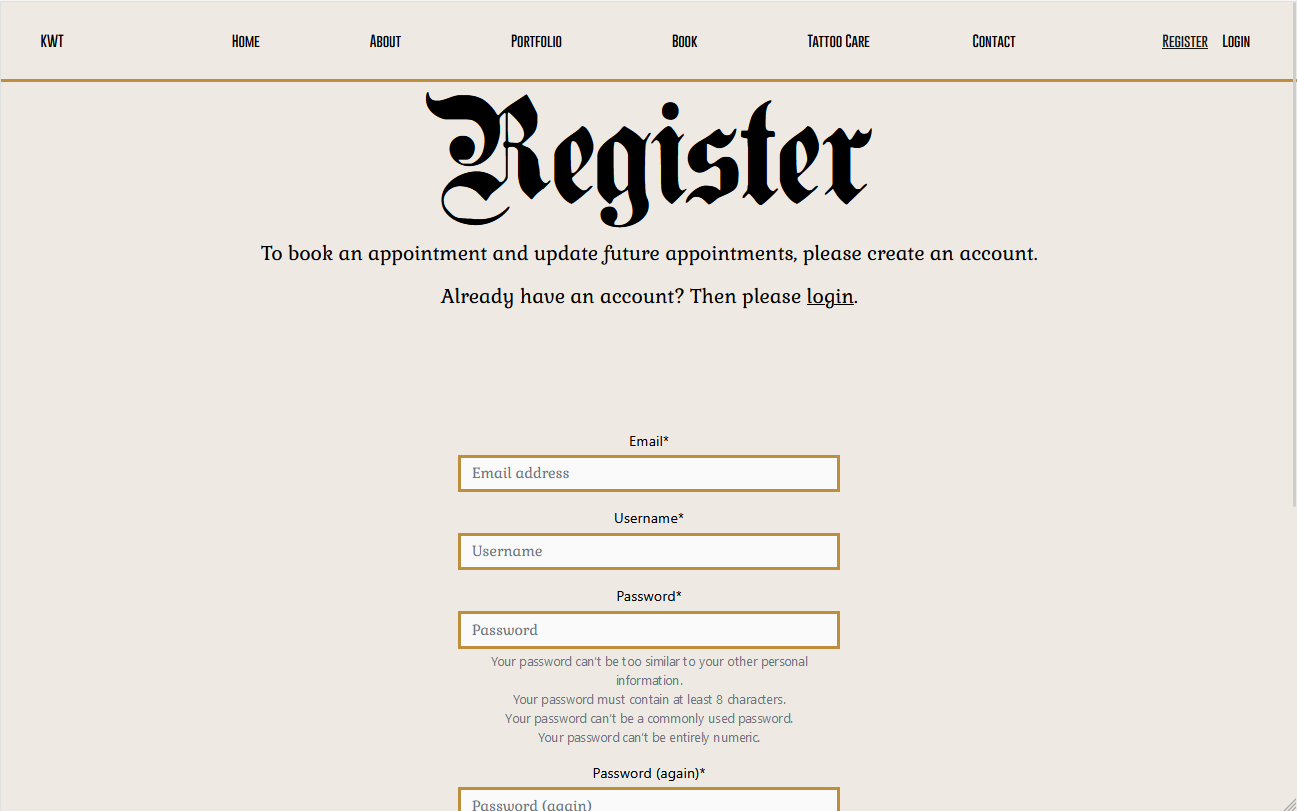 KWT Home About Portfolio Book Tattoo Care Contact Register Login
Register
To book an appointment and update future appointments, please create an account.
Already have an account? Then please login.
Email*
Email address
Username*
Username
Password*
Password
Your password can't be too similar to your other personal
information.
Your password must contain at least 8 characters.
Your password can't be a commonly used password.
Your password can't be entirely numeric.
Password (again)*
Password (again)